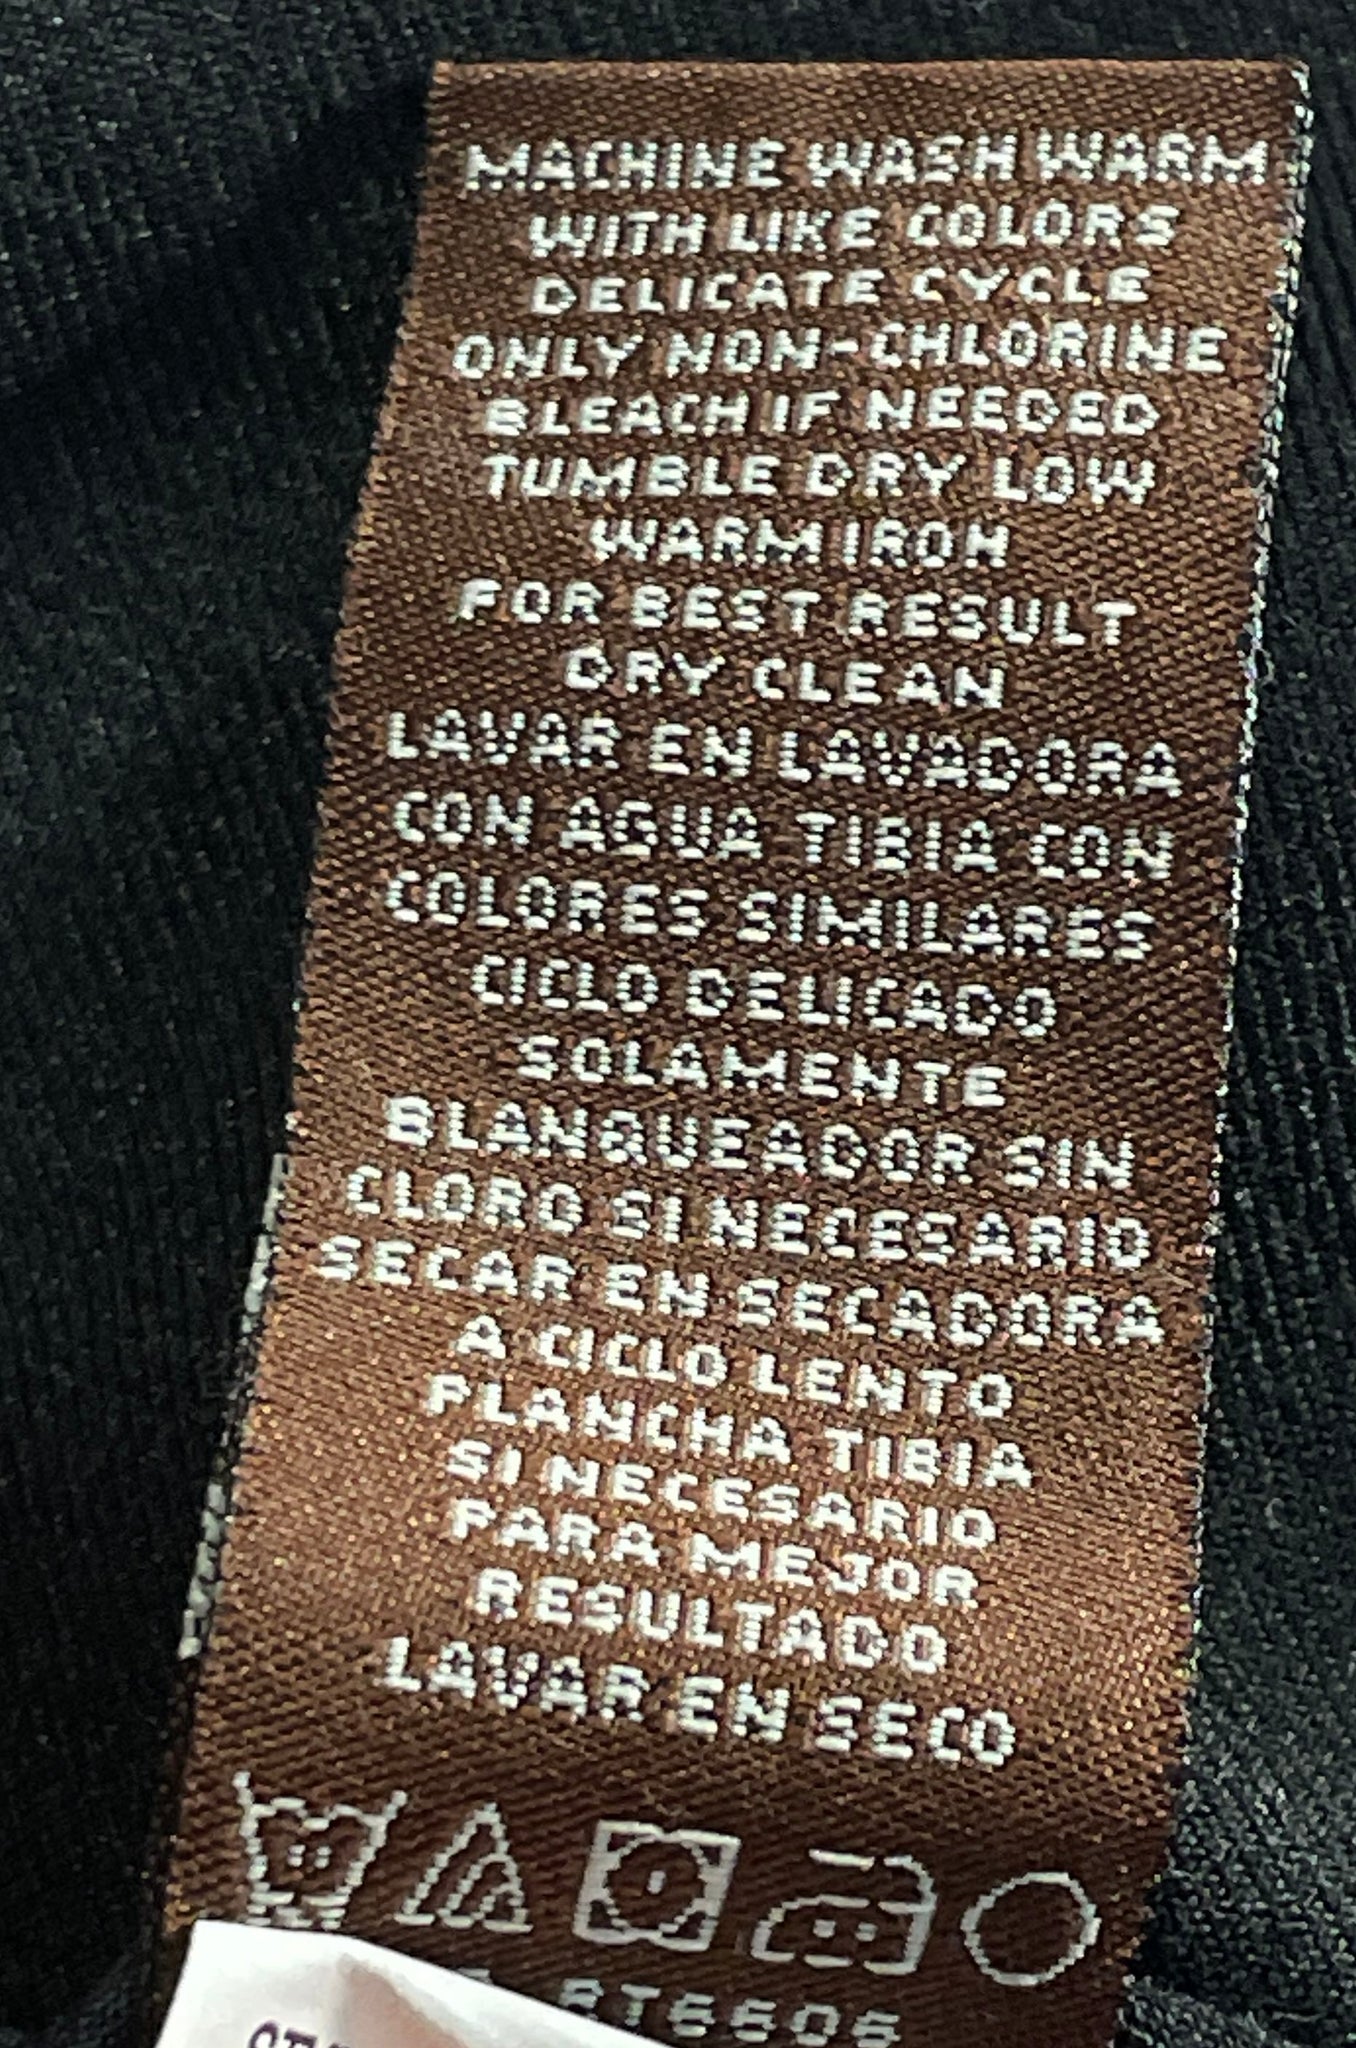 MACHINE WASH WARM
WITH LIKE COLORS
DELICATE CYCLE
ONLY NON-CHLORINE
BLEACH IF NEEDED
TUMBLE DRY LOW
WARM IRON
FOR BEST RESULT
DRY CLEAN
LAVAR EN LAVADORA
CON AGUA TIBIA CON
COLORES SIMILARES
CICLO DELICADO
SOLAMENTE
BLANQUEADOR SIN
CLORO SI NECESARIO
SECAR EN SECADORA
A CICLO LENTO
PLANCHA TIBIA
SI NECESARIO
PARA MEJOR
RESULTADO
LAVAR EN SECO